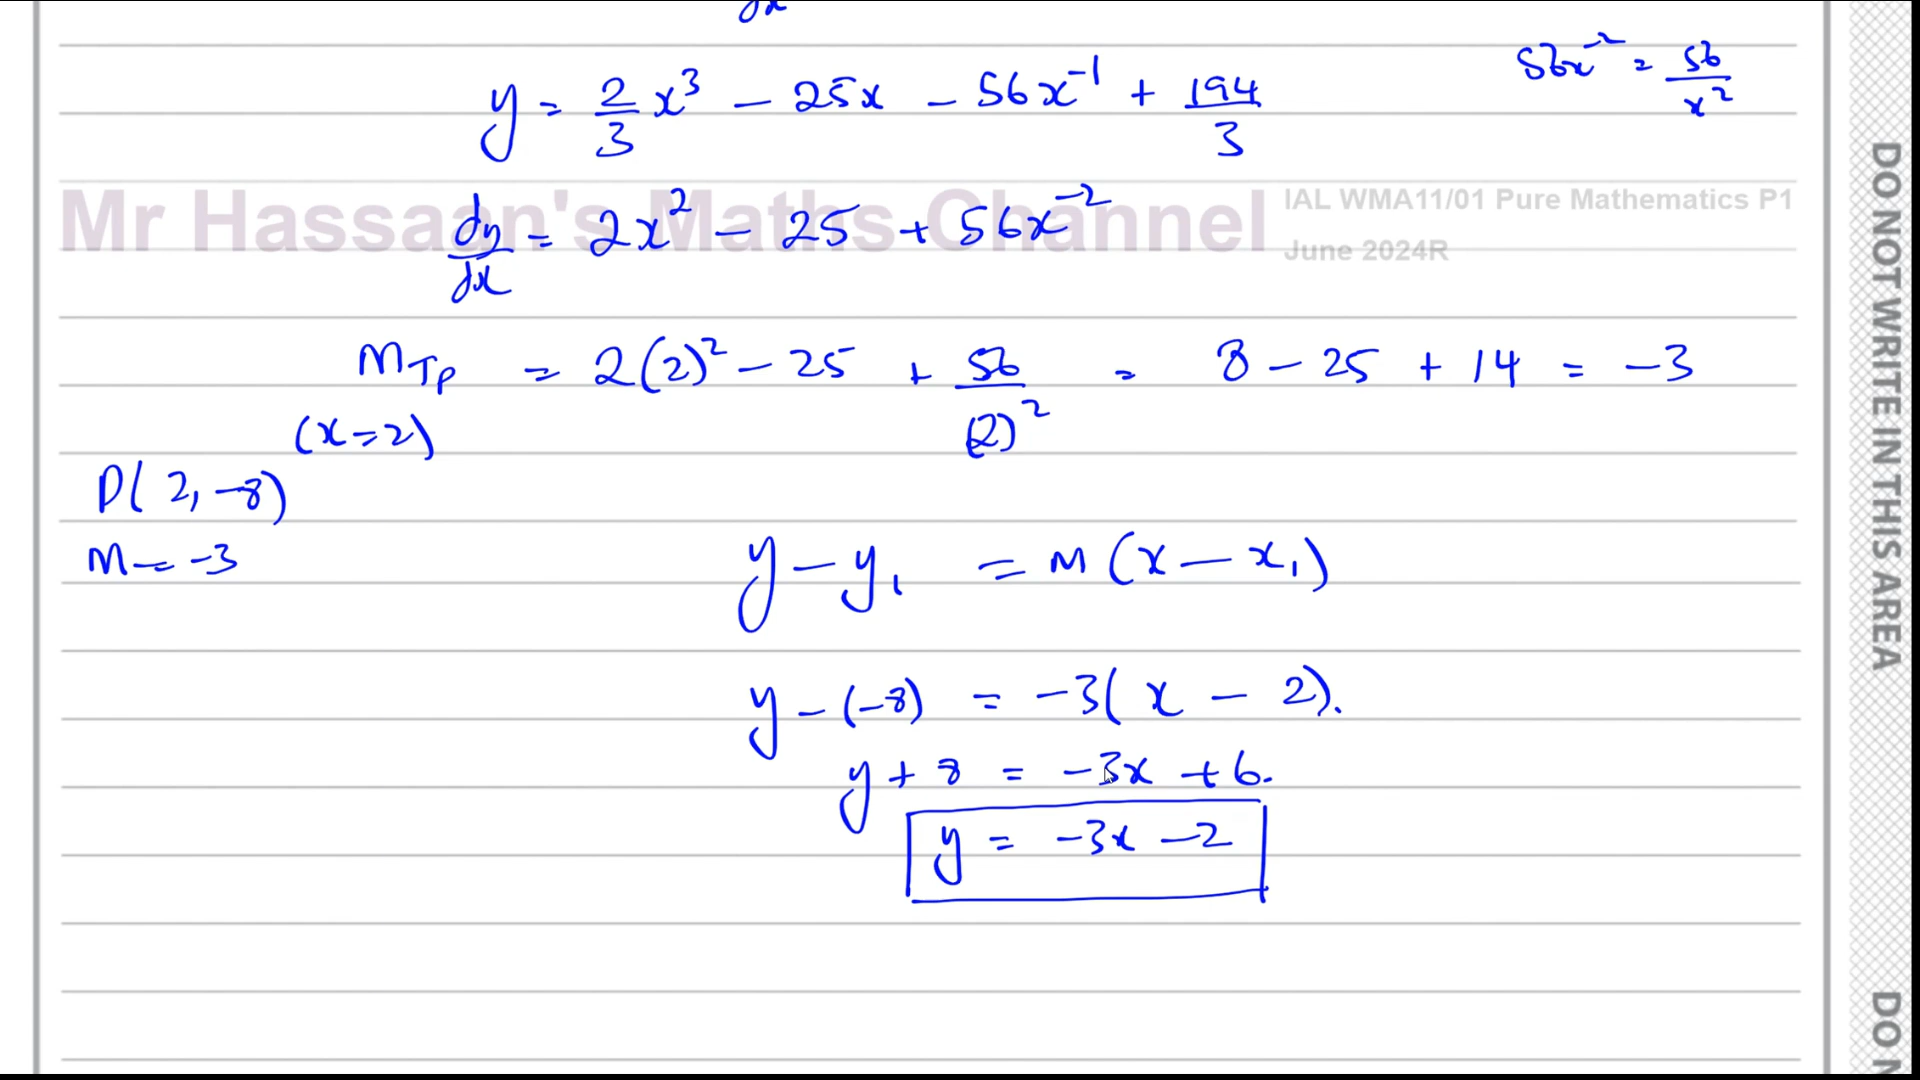 dx
56x⁻² = 56/x²
y = 2/3 x³ – 25x – 56x⁻¹ + 194/3
Mr Hassaan's Maths Channel
IAL WMA11/01 Pure Mathematics P1
June 2024R
dy/dx = 2x² – 25 + 56x⁻²
M_Tp = 2(2)² – 25 + 56/(2)² = 8 – 25 + 14 = –3
(x=2)
P(2, –8)
M = –3
y – y₁ = M(x – x₁)
y – (–8) = –3(x – 2).
y + 8 = –3x + 6.
y = –3x – 2
DO NOT WRITE IN THIS AREA
DO N